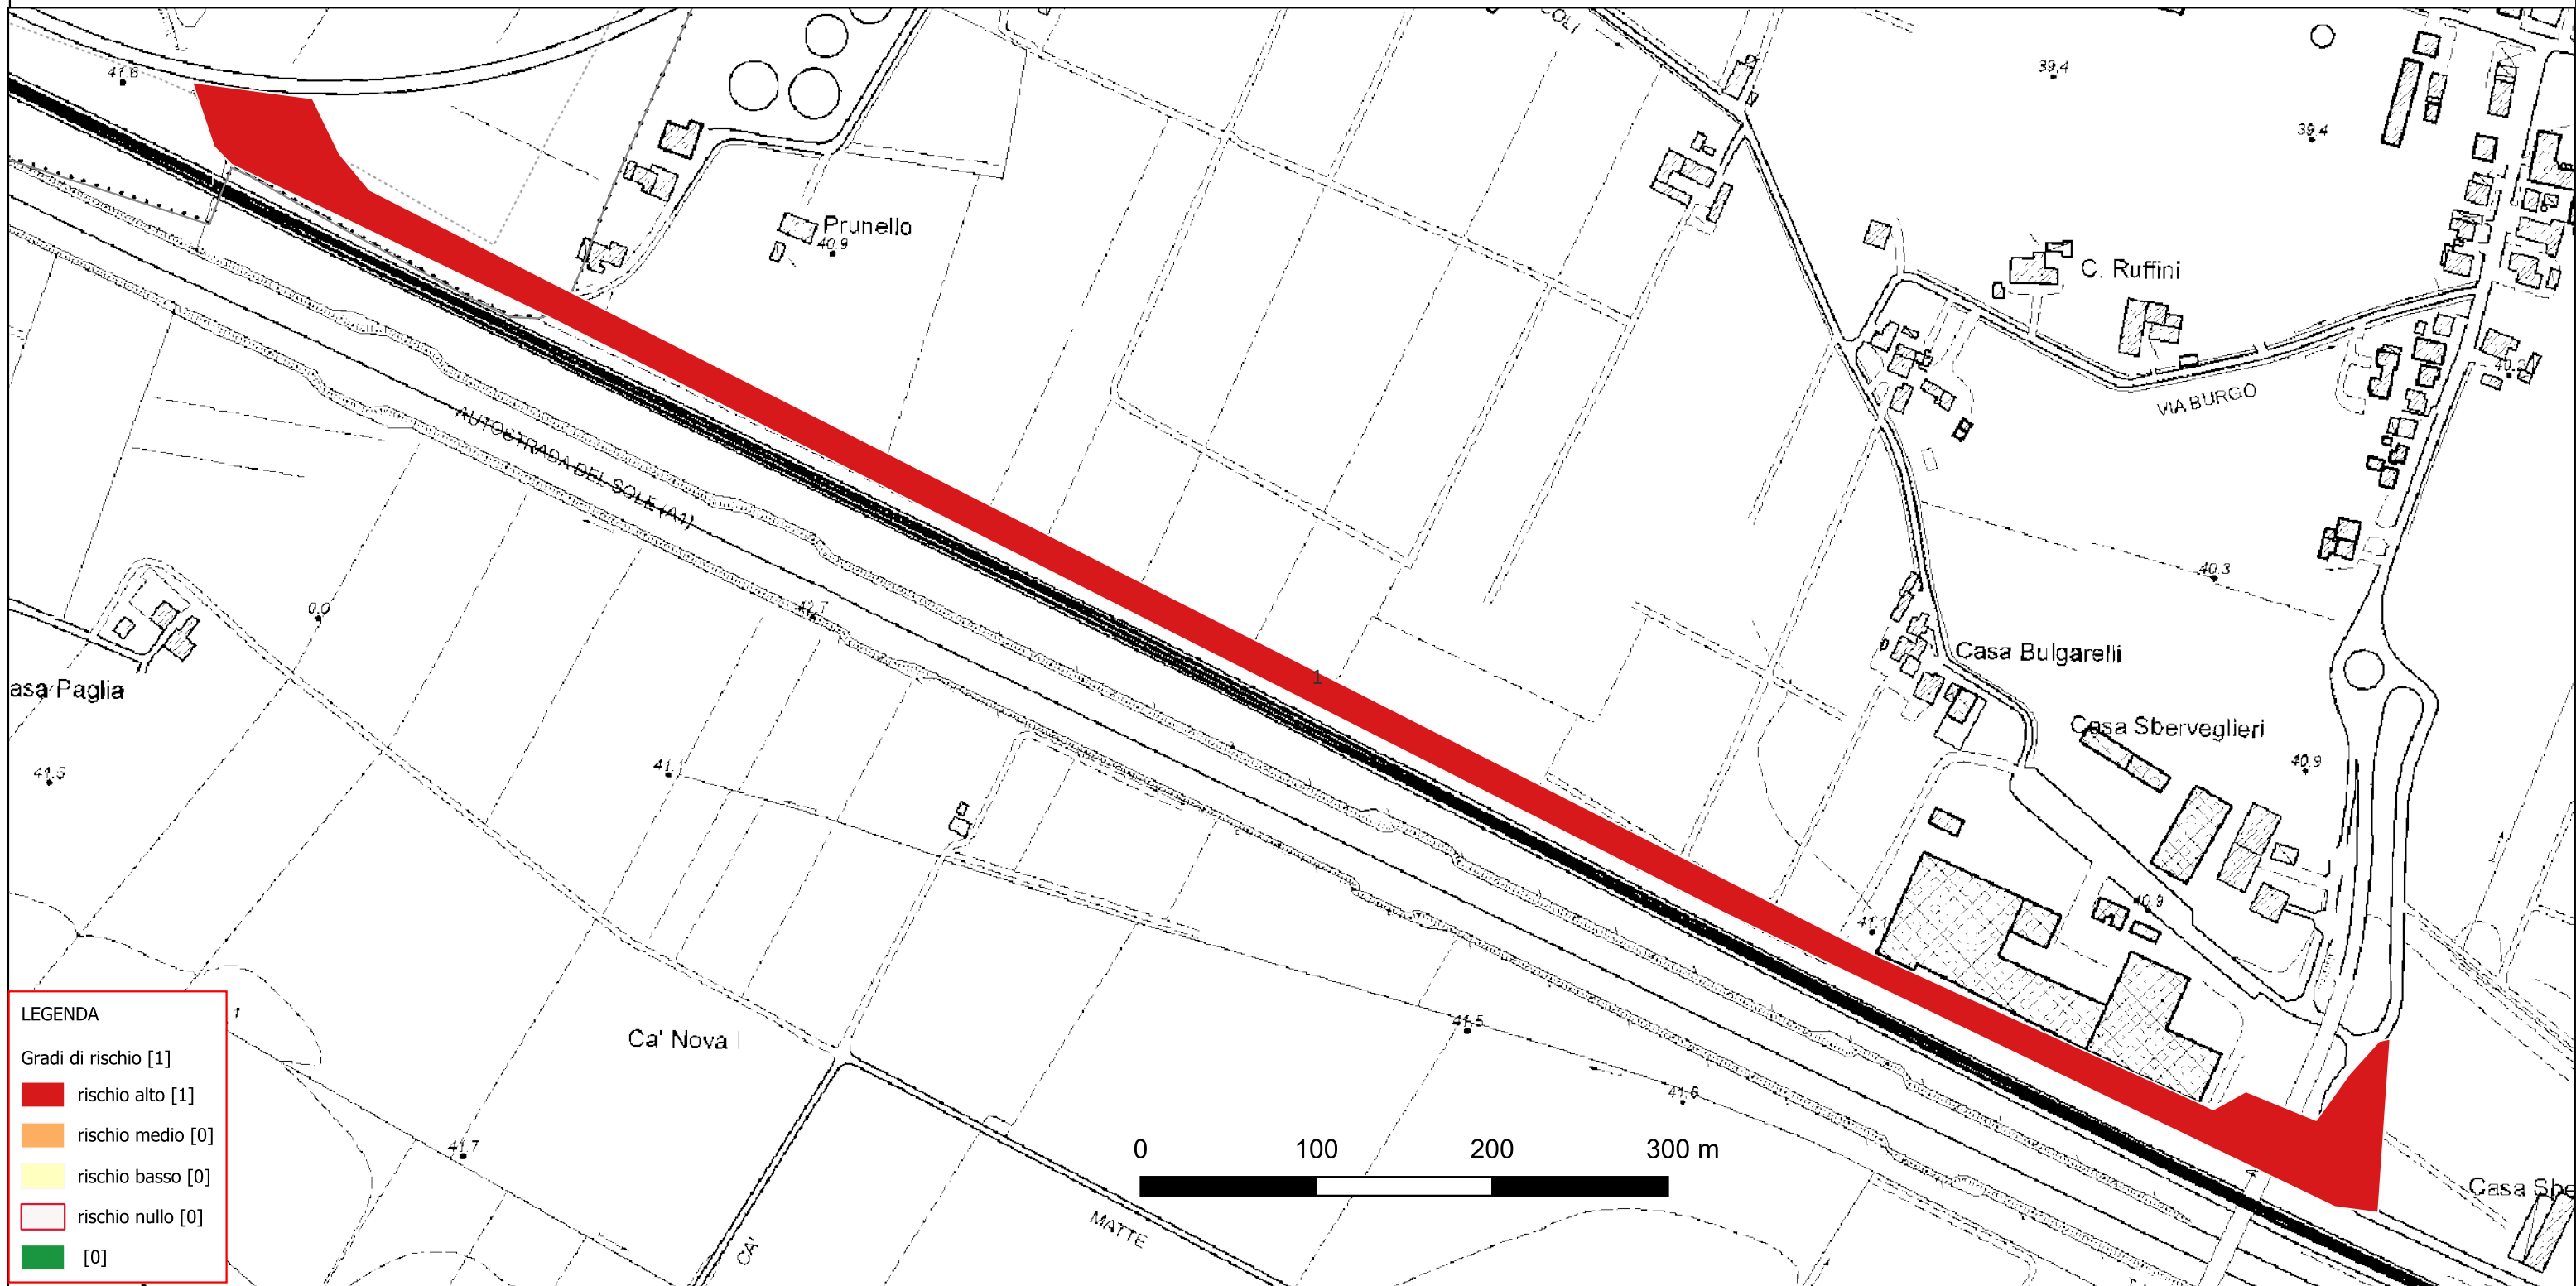 COLI
41.6
39.4
39.4
Prunello
40.9
C. Ruffini
VIA BURGO
AUTOSTRADA DEL SOLE (A1)
40.3
0.0
42.7
Casa Bulgarelli
1
asa Paglia
Casa Sberveglieri
40.9
41.1
40.9
41.1
LEGENDA
Gradi di rischio [1]
rischio alto [1]
rischio medio [0]
rischio basso [0]
rischio nullo [0]
[0]
Ca' Nova I
41.5
41.6
41.7
0 100 200 300 m
Casa Sbe
MATTE
CA'